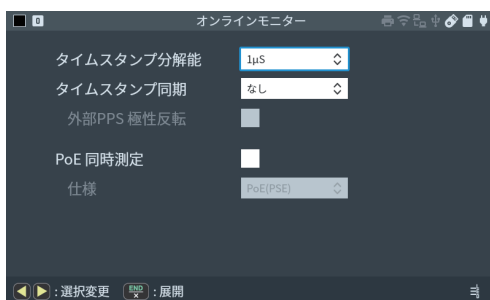 0 オンラインモニター
タイムスタンプ分解能 1µS
タイムスタンプ同期 なし
外部PPS 極性反転
PoE 同時測定
仕様 PoE(PSE)
:選択変更 END × :展開